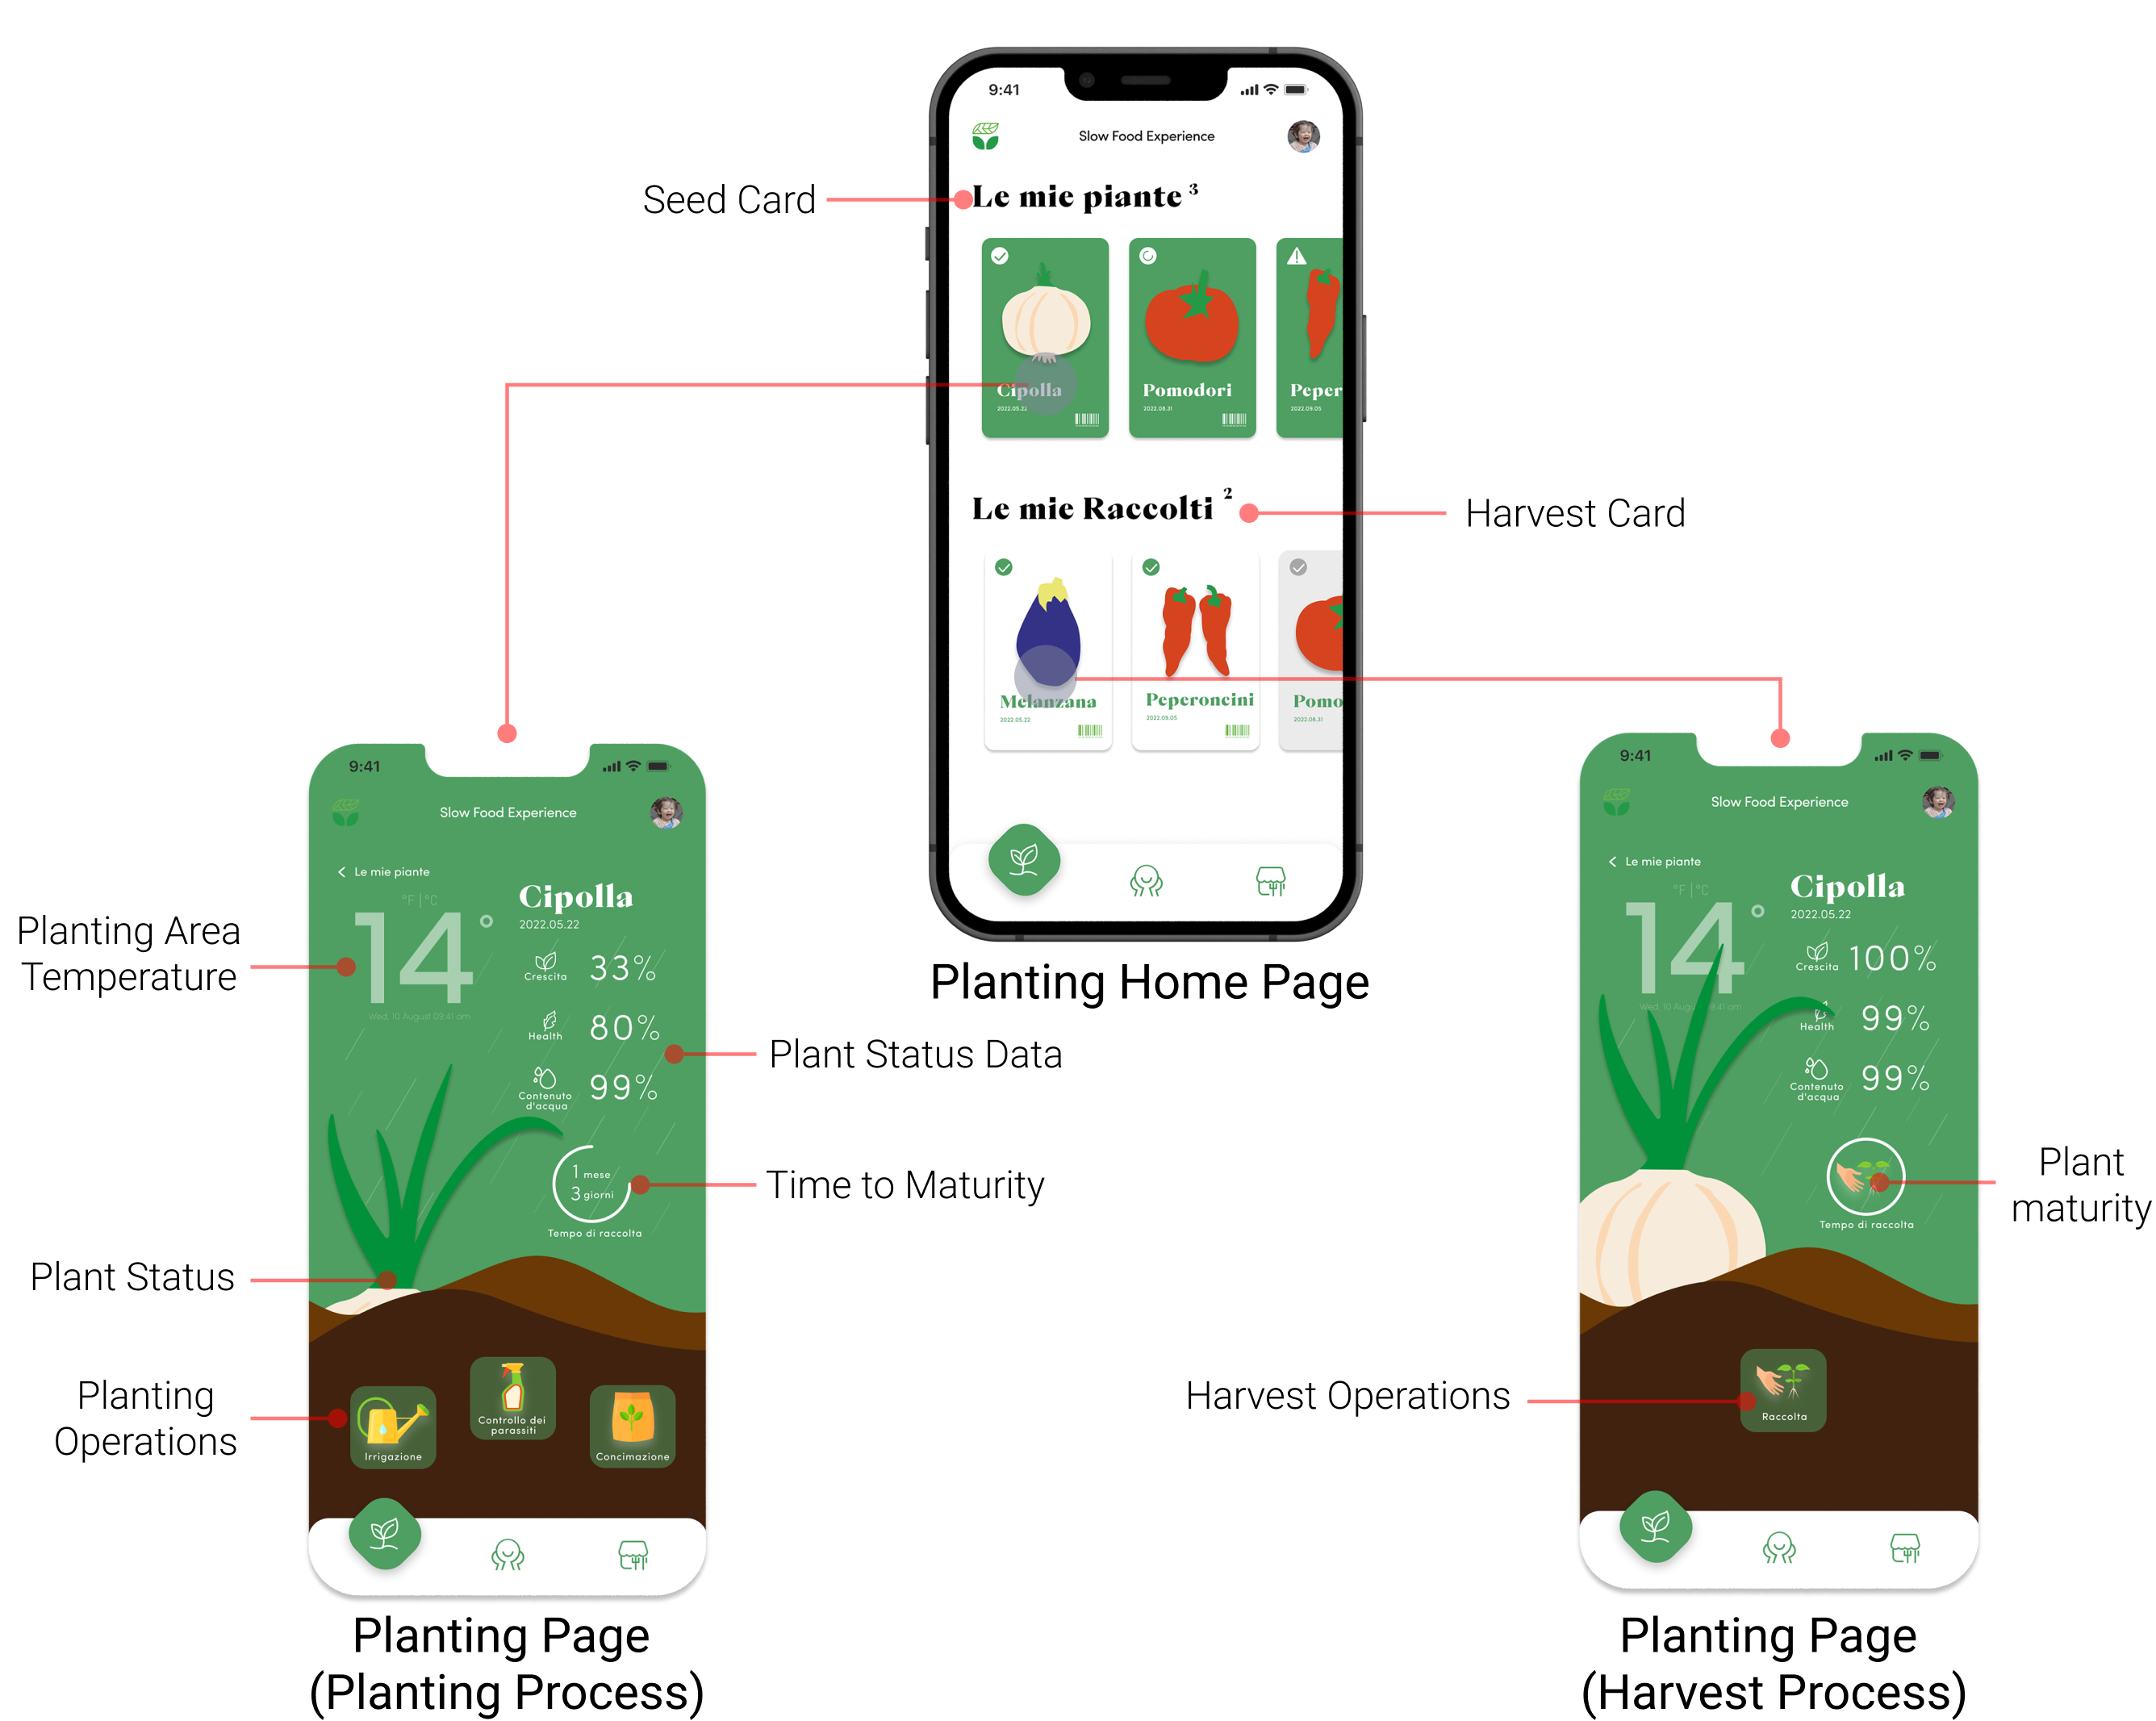 9:41
Slow Food Experience
Seed Card
Le mie piante 3
Cipolla
2022.05.22
Pomodori
2022.08.31
Peper
2022.09.05
Le mie Raccolti 2
Harvest Card
Melanzana
2022.05.22
Peperoncini
2022.09.05
Pomo
2022.08.31
Planting Home Page
9:41
Slow Food Experience
Le mie piante
°F | °C
14°
Cipolla
2022.05.22
Crescita
33%
Wed, 10 August 09:41 am
Health
80%
Contenuto
d'acqua
99%
1 mese
3 giorni
Tempo di raccolta
Irrigazione
Controllo dei
parassiti
Concimazione
Planting Area
Temperature
Plant Status Data
Time to Maturity
Plant Status
Planting
Operations
Planting Page
(Planting Process)
9:41
Slow Food Experience
Le mie piante
°F | °C
14°
Cipolla
2022.05.22
Crescita
100%
Wed, 10 August 09:41 am
Health
99%
Contenuto
d'acqua
99%
Tempo di raccolta
Raccolta
Plant
maturity
Harvest Operations
Planting Page
(Harvest Process)